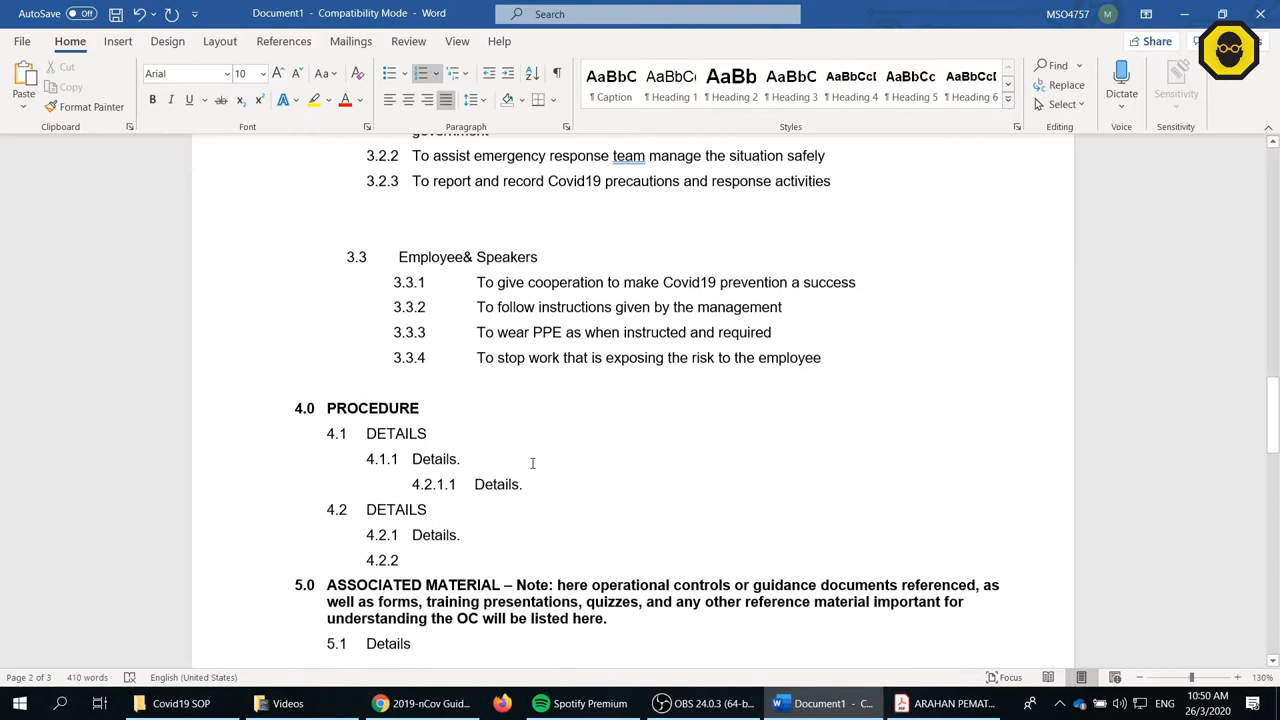 AutoSave Off Document1 - Compatibility Mode - Word Search MSO4757 M
File Home Insert Design Layout References Mailings Review View Help Share
Paste Cut Copy Format Painter
Arial 10 Aa
AaBbC AaBbCc AaBb AaBbC AaBbCcI AaBbCc AaBbCcI
¶ Caption ¶ Heading 1 ¶ Heading 2 ¶ Heading 3 ¶ Heading 4 ¶ Heading 5 ¶ Heading 6
Find Replace Select Dictate Sensitivity
Clipboard Font Paragraph Styles Editing Voice Sensitivity
3.2.2 To assist emergency response team manage the situation safely
3.2.3 To report and record Covid19 precautions and response activities
3.3 Employee& Speakers
3.3.1 To give cooperation to make Covid19 prevention a success
3.3.2 To follow instructions given by the management
3.3.3 To wear PPE as when instructed and required
3.3.4 To stop work that is exposing the risk to the employee
4.0 PROCEDURE
4.1 DETAILS
4.1.1 Details.
4.2.1.1 Details.
4.2 DETAILS
4.2.1 Details.
4.2.2
5.0 ASSOCIATED MATERIAL – Note: here operational controls or guidance documents referenced, as
well as forms, training presentations, quizzes, and any other reference material important for
understanding the OC will be listed here.
5.1 Details
Page 2 of 3 410 words English (United States) Focus 130%
Covid19 SOP Videos 2019-nCov Guid... Spotify Premium OBS 24.0.3 (64-b... Document1 - C... ARAHAN PEMAT... ENG 10:50 AM
26/3/2020